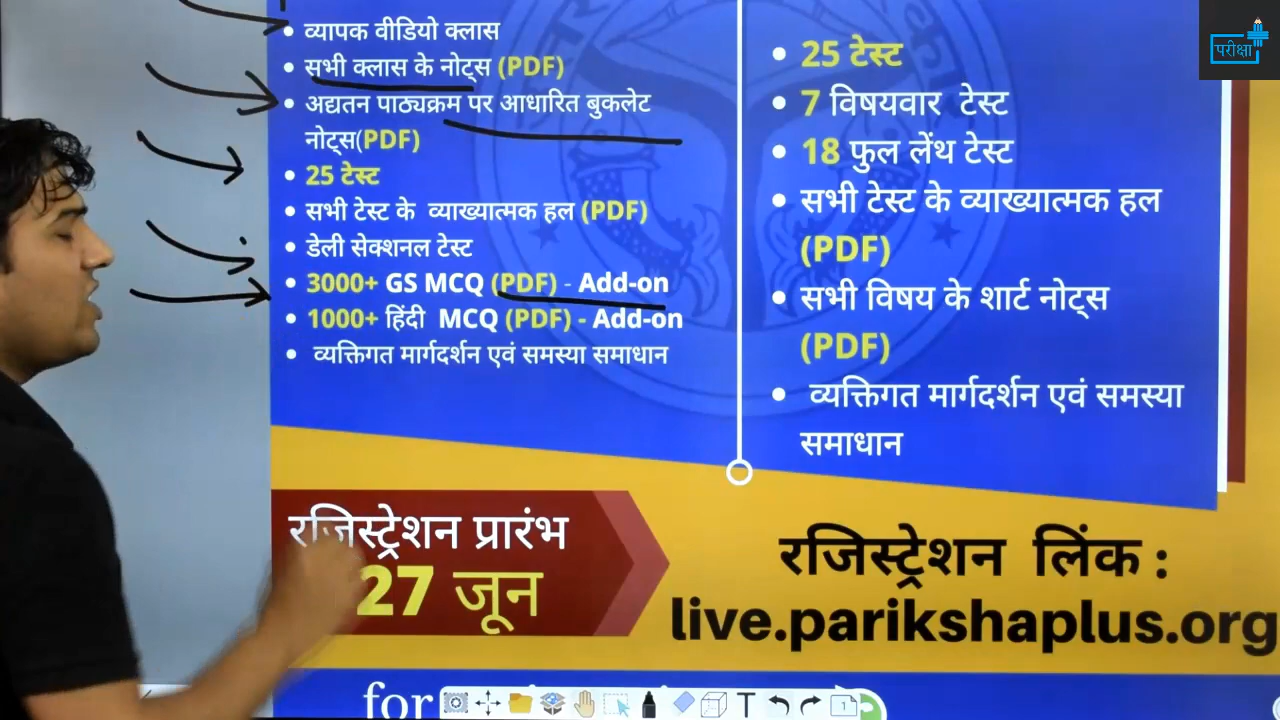 परीक्षा
व्यापक वीडियो क्लास
सभी क्लास के नोट्स (PDF)
अद्यतन पाठ्यक्रम पर आधारित बुकलेट
नोट्स(PDF)
25 टेस्ट
सभी टेस्ट के व्याख्यात्मक हल (PDF)
डेली सेक्शनल टेस्ट
3000+ GS MCQ (PDF) - Add-on
1000+ हिंदी MCQ (PDF) - Add-on
व्यक्तिगत मार्गदर्शन एवं समस्या समाधान
25 टेस्ट
7 विषयवार टेस्ट
18 फुल लेंथ टेस्ट
सभी टेस्ट के व्याख्यात्मक हल
(PDF)
सभी विषय के शार्ट नोट्स
(PDF)
व्यक्तिगत मार्गदर्शन एवं समस्या
समाधान
रजिस्ट्रेशन प्रारंभ
27 जून
रजिस्ट्रेशन लिंक :
live.parikshaplus.org
for
T
1